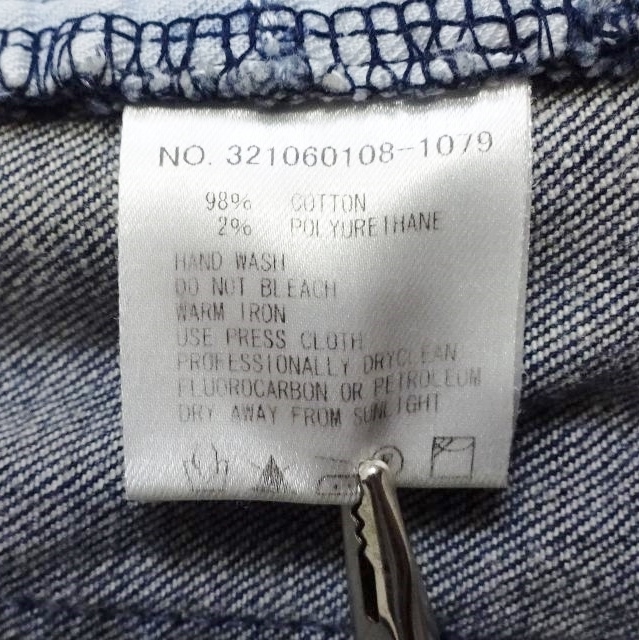 NO. 321060108-1079
98% COTTON
2% POLYURETHANE
HAND WASH
DO NOT BLEACH
WARM IRON
USE PRESS CLOTH
PROFESSIONALLY DRYCLEAN
FLUOROCARBON OR PETROLEUM
DRY AWAY FROM SUNLIGHT